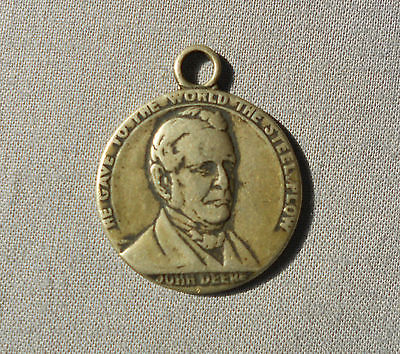 HE GAVE TO THE WORLD THE STEEL PLOW
JOHN DEERE